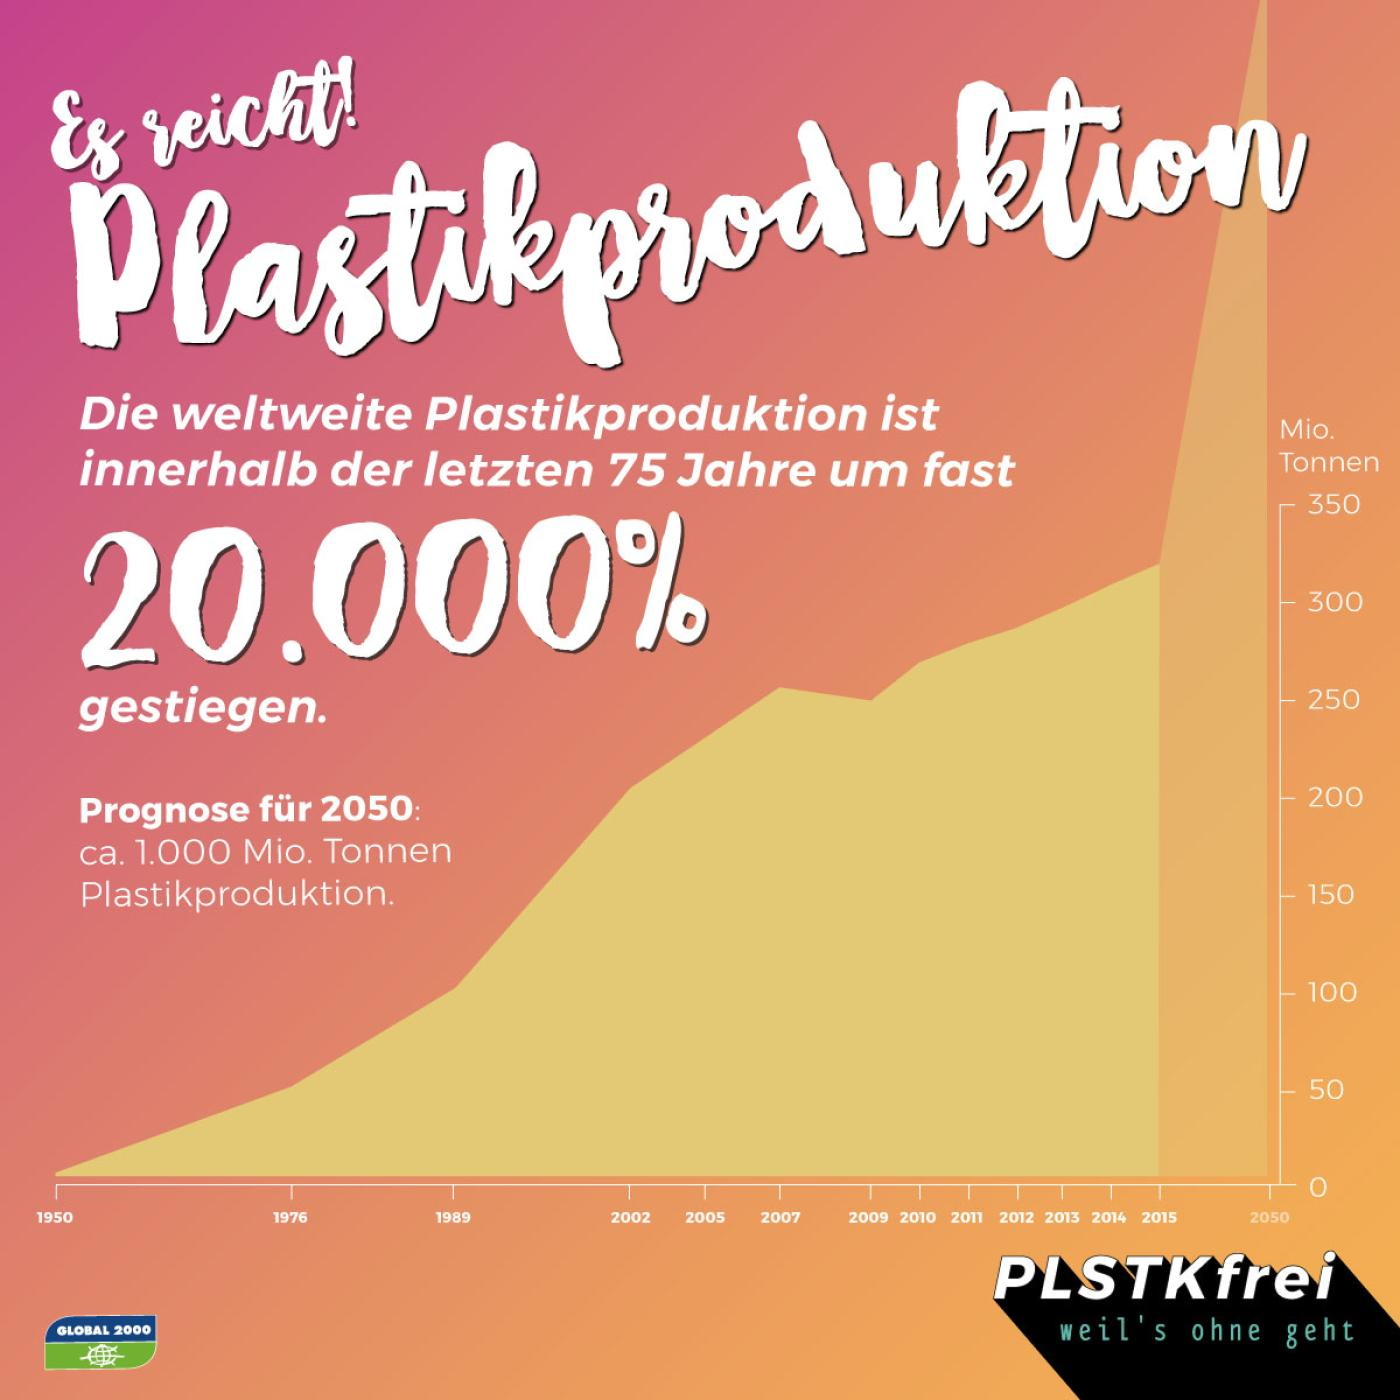 Es reicht!
Plastikproduktion
Die weltweite Plastikproduktion ist
innerhalb der letzten 75 Jahre um fast
20.000%
gestiegen.
Prognose für 2050:
ca. 1.000 Mio. Tonnen
Plastikproduktion.
Mio.
Tonnen
350
300
250
200
150
100
50
0
1950 1976 1989 2002 2005 2007 2009 2010 2011 2012 2013 2014 2015 2050
PLSTKfrei
weil's ohne geht
GLOBAL 2000